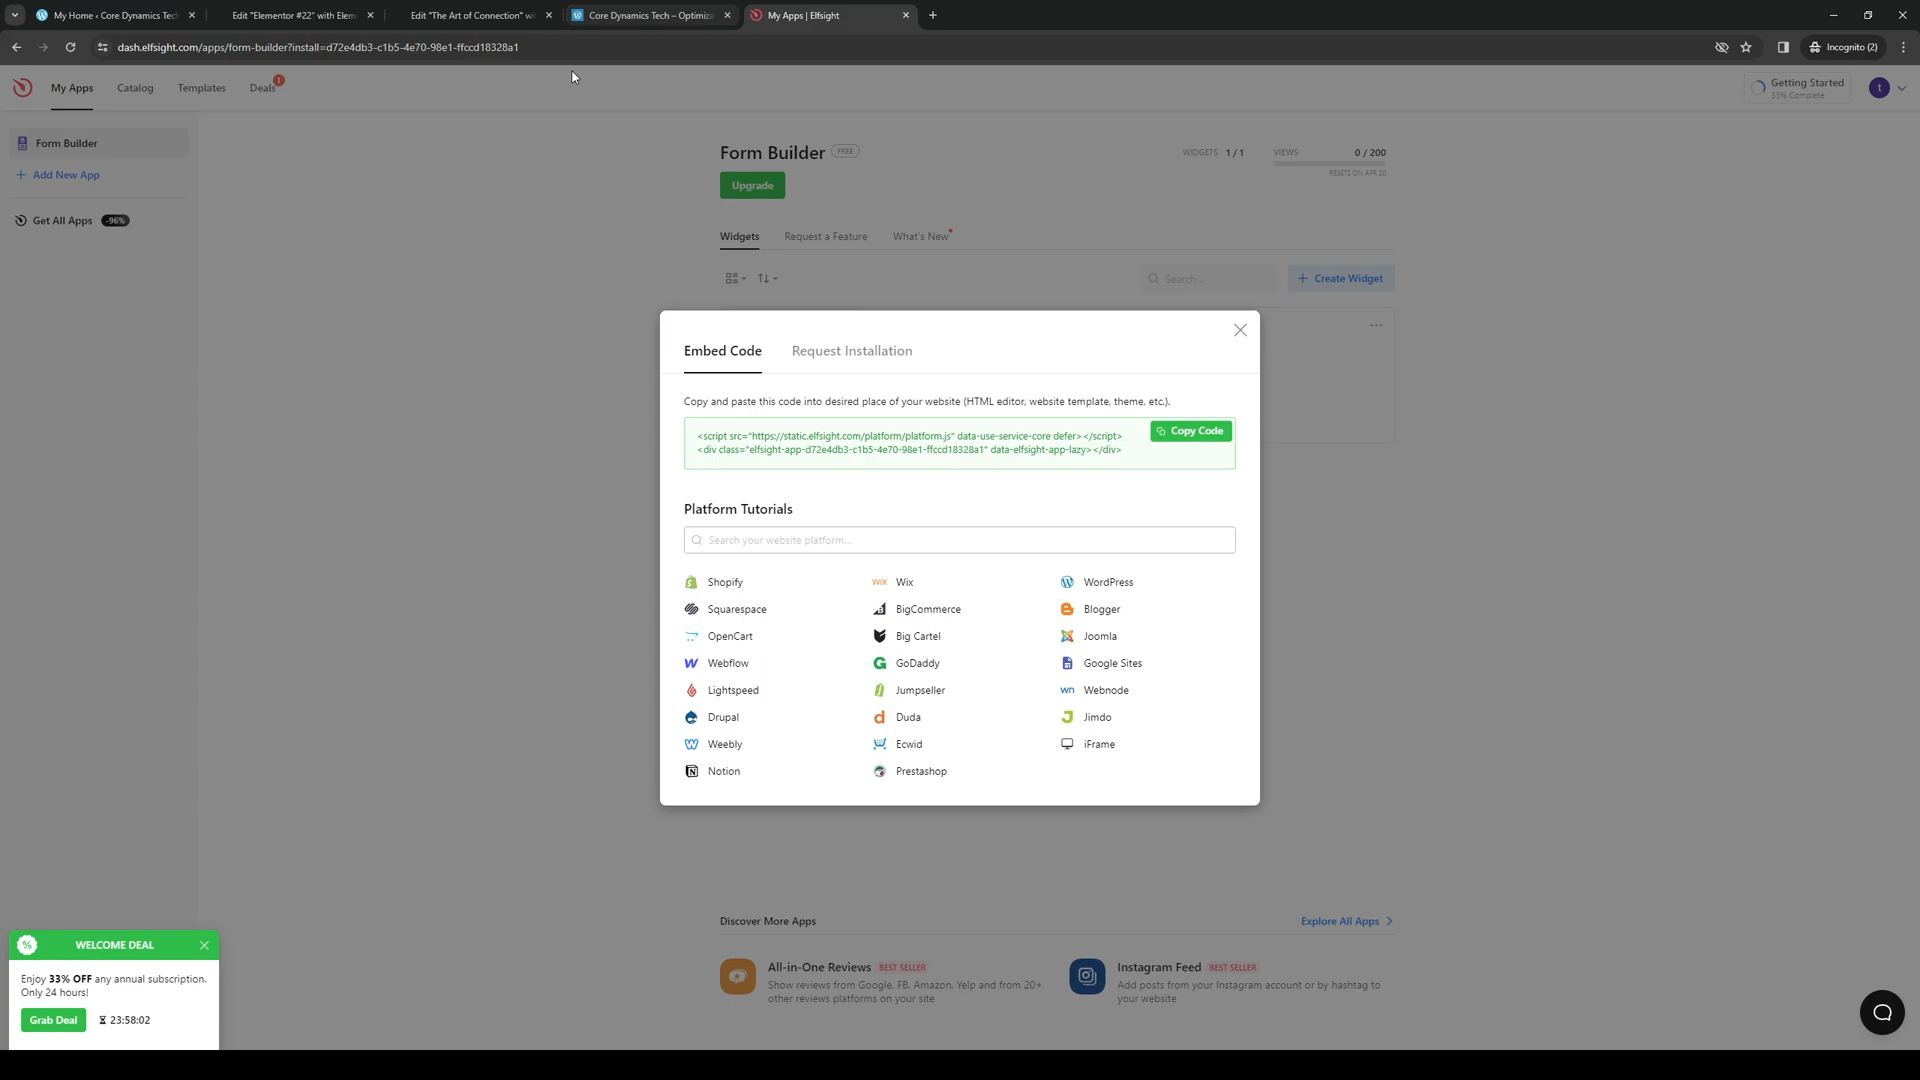 My Home ‹ Core Dynamics Tech
Edit "Elementor #22" with Elem
Edit "The Art of Connection" wi
Core Dynamics Tech – Optimiz
My Apps | Elfsight
dash.elfsight.com/apps/form-builder?install=d72e4db3-c1b5-4e70-98e1-ffccd18328a1
Incognito (2)
My Apps
Catalog
Templates
Deals
1
Getting Started
33% Complete
t
Form Builder
Add New App
Get All Apps -96%
Form Builder FREE
WIDGETS 1 / 1
VIEWS 0 / 200
RESETS ON APR 20
Upgrade
Widgets
Request a Feature
What's New
Search...
+ Create Widget
Embed Code
Request Installation
Copy and paste this code into desired place of your website (HTML editor, website template, theme, etc.).
<script src="https://static.elfsight.com/platform/platform.js" data-use-service-core defer></script>
<div class="elfsight-app-d72e4db3-c1b5-4e70-98e1-ffccd18328a1" data-elfsight-app-lazy></div>
Copy Code
Platform Tutorials
Search your website platform...
Shopify
WiX Wix
WordPress
Squarespace
BigCommerce
Blogger
OpenCart
Big Cartel
Joomla
Webflow
GoDaddy
Google Sites
Lightspeed
Jumpseller
wn Webnode
Drupal
Duda
Jimdo
Weebly
Ecwid
iFrame
Notion
Prestashop
Discover More Apps
Explore All Apps
All-in-One Reviews BEST SELLER
Show reviews from Google, FB, Amazon, Yelp and from 20+
other reviews platforms on your site
Instagram Feed BEST SELLER
Add posts from your Instagram account or by hashtag to
your website
% WELCOME DEAL
Enjoy 33% OFF any annual subscription.
Only 24 hours!
Grab Deal
23:58:02